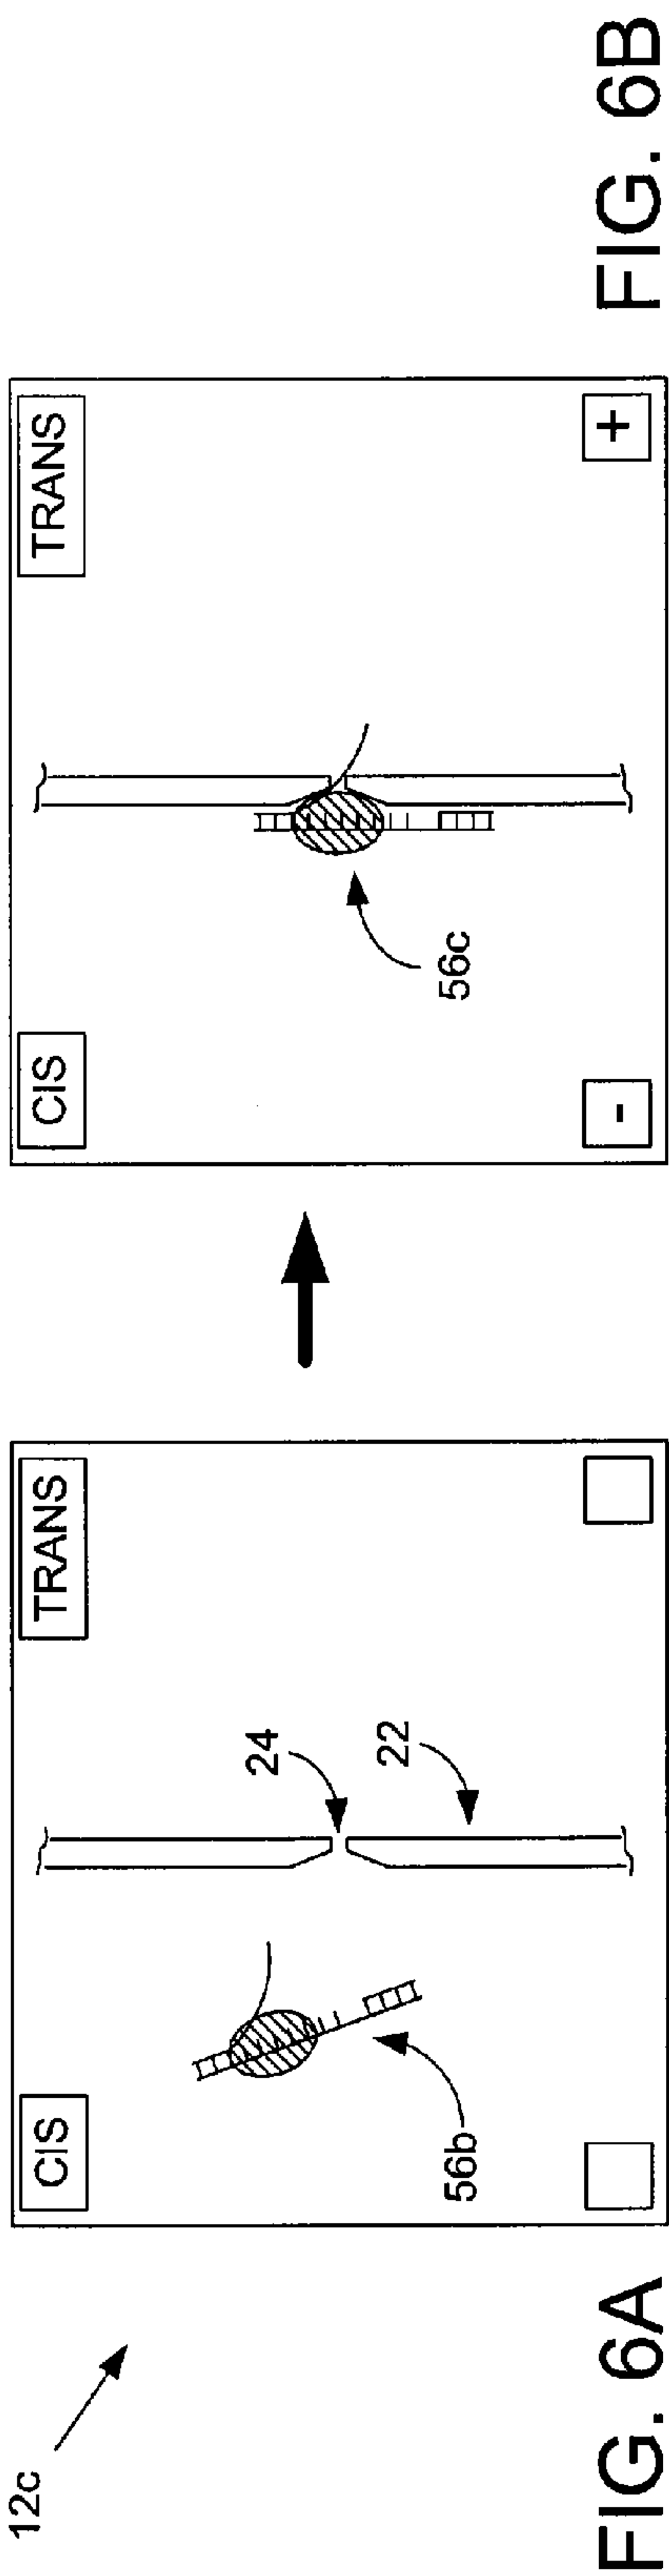 12c
CIS
TRANS
24
22
56b
FIG. 6A
CIS
TRANS
56c
-
+
FIG. 6B